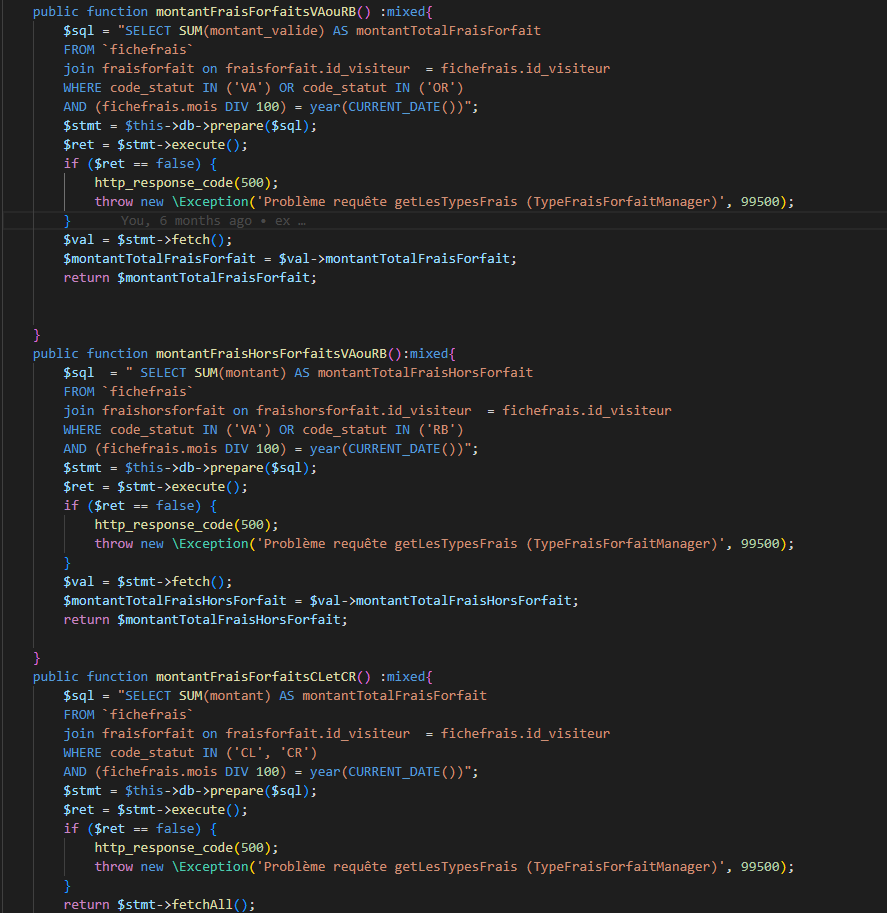 public function montantFraisForfaitsVAouRB() :mixed{
$sql = "SELECT SUM(montant_valide) AS montantTotalFraisForfait
FROM `fichefrais`
join fraisforfait on fraisforfait.id_visiteur  = fichefrais.id_visiteur
WHERE code_statut IN ('VA') OR code_statut IN ('OR')
AND (fichefrais.mois DIV 100) = year(CURRENT_DATE())";
$stmt = $this->db->prepare($sql);
$ret = $stmt->execute();
if ($ret == false) {
http_response_code(500);
throw new \Exception('Problème requête getLesTypesFrais (TypeFraisForfaitManager)', 99500);
}      You, 6 months ago • ex …
$val = $stmt->fetch();
$montantTotalFraisForfait = $val->montantTotalFraisForfait;
return $montantTotalFraisForfait;
}
public function montantFraisHorsForfaitsVAouRB():mixed{
$sql  = " SELECT SUM(montant) AS montantTotalFraisHorsForfait
FROM `fichefrais`
join fraishorsforfait on fraishorsforfait.id_visiteur  = fichefrais.id_visiteur
WHERE code_statut IN ('VA') OR code_statut IN ('RB')
AND (fichefrais.mois DIV 100) = year(CURRENT_DATE())";
$stmt = $this->db->prepare($sql);
$ret = $stmt->execute();
if ($ret == false) {
http_response_code(500);
throw new \Exception('Problème requête getLesTypesFrais (TypeFraisForfaitManager)', 99500);
}
$val = $stmt->fetch();
$montantTotalFraisHorsForfait = $val->montantTotalFraisHorsForfait;
return $montantTotalFraisHorsForfait;
}
public function montantFraisForfaitsCLetCR() :mixed{
$sql = "SELECT SUM(montant) AS montantTotalFraisForfait
FROM `fichefrais`
join fraisforfait on fraisforfait.id_visiteur  = fichefrais.id_visiteur
WHERE code_statut IN ('CL', 'CR')
AND (fichefrais.mois DIV 100) = year(CURRENT_DATE())";
$stmt = $this->db->prepare($sql);
$ret = $stmt->execute();
if ($ret == false) {
http_response_code(500);
throw new \Exception('Problème requête getLesTypesFrais (TypeFraisForfaitManager)', 99500);
}
return $stmt->fetchAll();